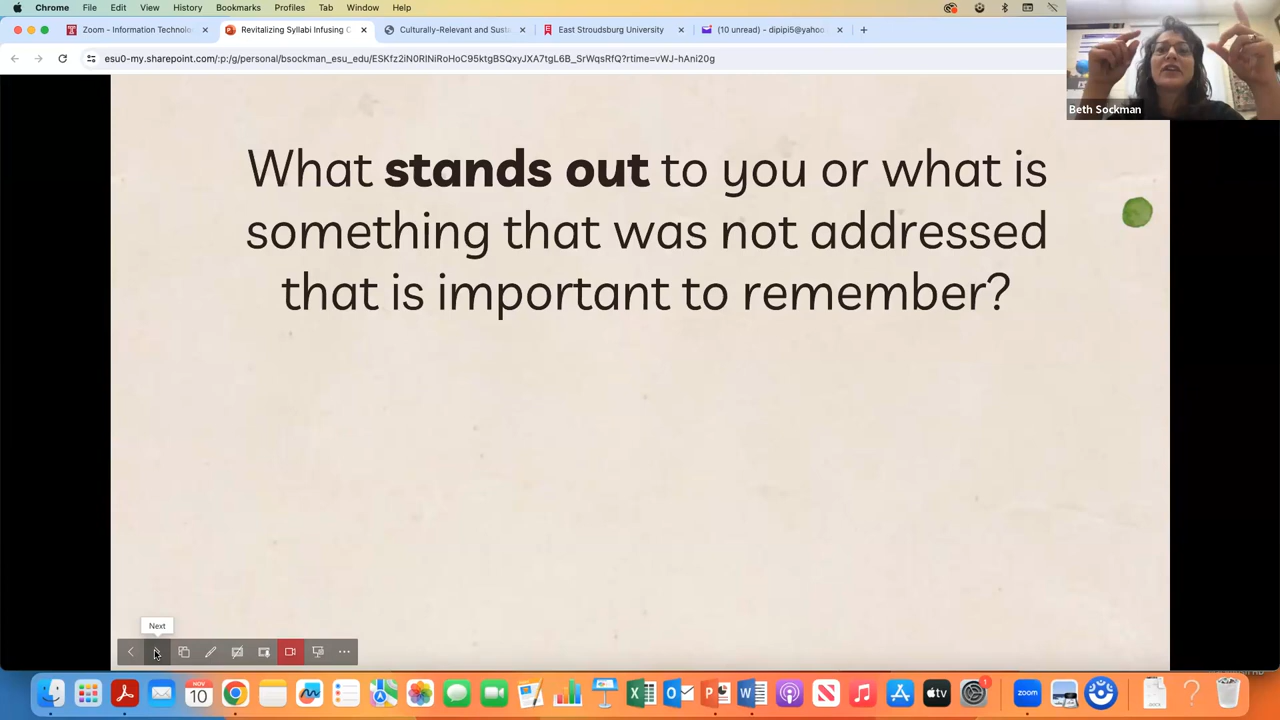 Chrome File Edit View History Bookmarks Profiles Tab Window Help
Zoom - Information Technolo
Revitalizing Syllabi Infusing C
Culturally-Relevant and Susta
East Stroudsburg University
(10 unread) - dipipi5@yahoo
esu0-my.sharepoint.com/:p:/g/personal/bsockman_esu_edu/ESKfz2iN0RlNiRoHoC95ktgBSQxyJXA7tgL6B_SrWqsRfQ?rtime=vWJ-hAni20g
Beth Sockman
What stands out to you or what is
something that was not addressed
that is important to remember?
Next
NOV
10
1
zoom